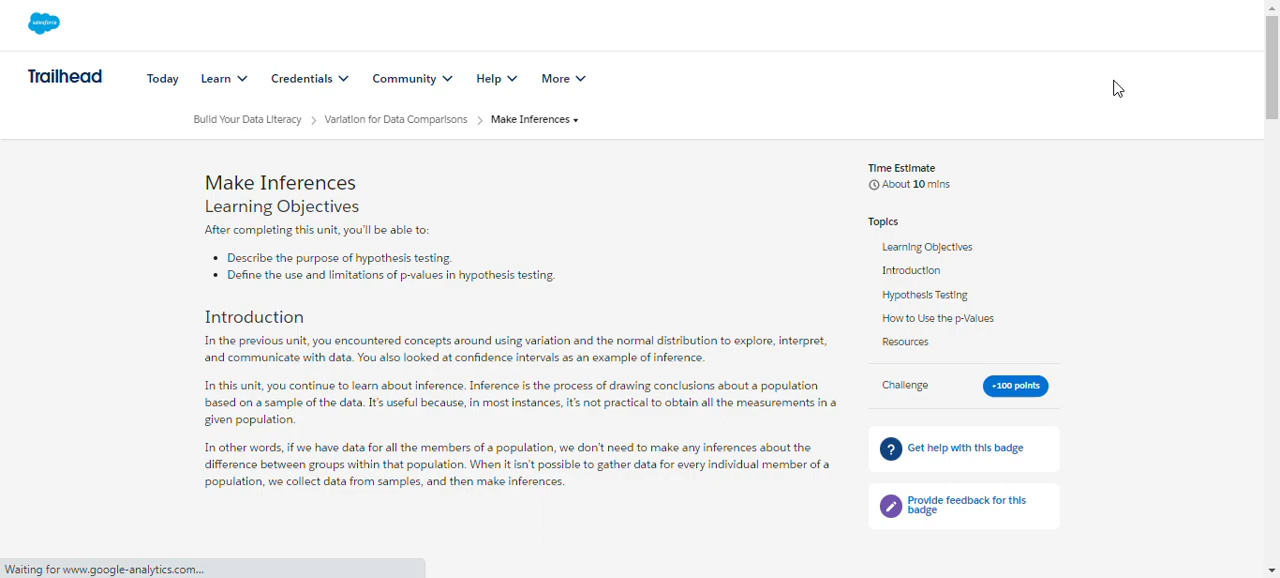 salesforce
Trailhead
Today Learn Credentials Community Help More
Build Your Data Literacy Variation for Data Comparisons Make Inferences
Make Inferences
Learning Objectives
After completing this unit, you'll be able to:
• Describe the purpose of hypothesis testing.
• Define the use and limitations of p-values in hypothesis testing.
Introduction
In the previous unit, you encountered concepts around using variation and the normal distribution to explore, interpret,
and communicate with data. You also looked at confidence intervals as an example of inference.
In this unit, you continue to learn about inference. Inference is the process of drawing conclusions about a population
based on a sample of the data. It's useful because, in most instances, it's not practical to obtain all the measurements in a
given population.
In other words, if we have data for all the members of a population, we don't need to make any inferences about the
difference between groups within that population. When it isn't possible to gather data for every individual member of a
population, we collect data from samples, and then make inferences.
Time Estimate
About 10 mins
Topics
Learning Objectives
Introduction
Hypothesis Testing
How to Use the p-Values
Resources
Challenge +100 points
? Get help with this badge
Provide feedback for this
badge
Waiting for www.google-analytics.com...